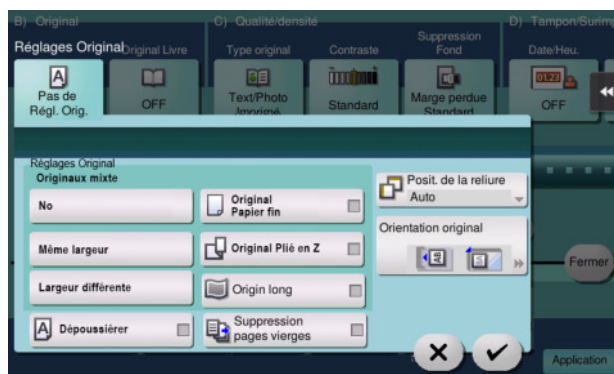 B) Original
C) Qualité/densité
D) Tampon/Surim
Réglages Original
Original Livre
Type original
Contraste
Suppression
Fond
Date/Heu.
Pas de
Régl. Orig.
OFF
Text/Photo
Imprimé
Standard
Marge perdue
Standard
OFF
Réglages Original
Originaux mixte
No
Même largeur
Largeur différente
Dépoussiérer
Original
Papier fin
Original Pliè en Z
Origin long
Suppression
pages vierges
Posit. de la reliure
Auto
Orientation original
Fermer
Application